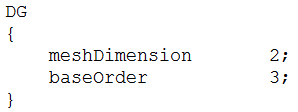 DG
{
    meshDimension    2;
    baseOrder    3;
}